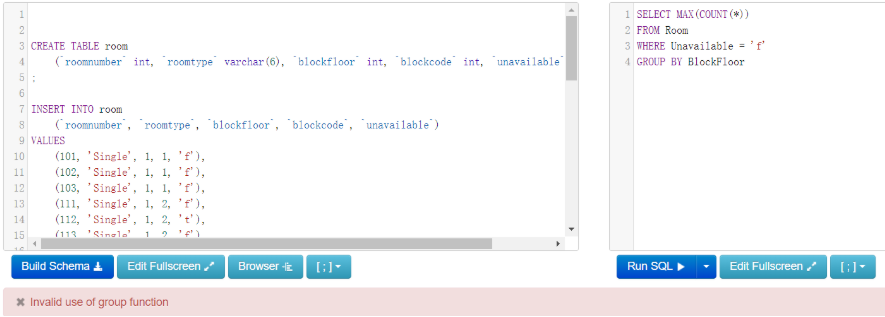 1
2
3 CREATE TABLE room
4 (`roomnumber` int, `roomtype` varchar(6), `blockfloor` int, `blockcode` int, `unavailable`
5 ;
6
7 INSERT INTO room
8 (`roomnumber`, `roomtype`, `blockfloor`, `blockcode`, `unavailable`)
9 VALUES
10 (101, 'Single', 1, 1, 'f'),
11 (102, 'Single', 1, 1, 'f'),
12 (103, 'Single', 1, 1, 'f'),
13 (111, 'Single', 1, 2, 'f'),
14 (112, 'Single', 1, 2, 't'),
15 (113, 'Single', 1, 2, 'f')
1 SELECT MAX(COUNT(*))
2 FROM Room
3 WHERE Unavailable = 'f'
4 GROUP BY BlockFloor
Build Schema Edit Fullscreen Browser [ ; ]
Run SQL Edit Fullscreen [ ; ]
Invalid use of group function